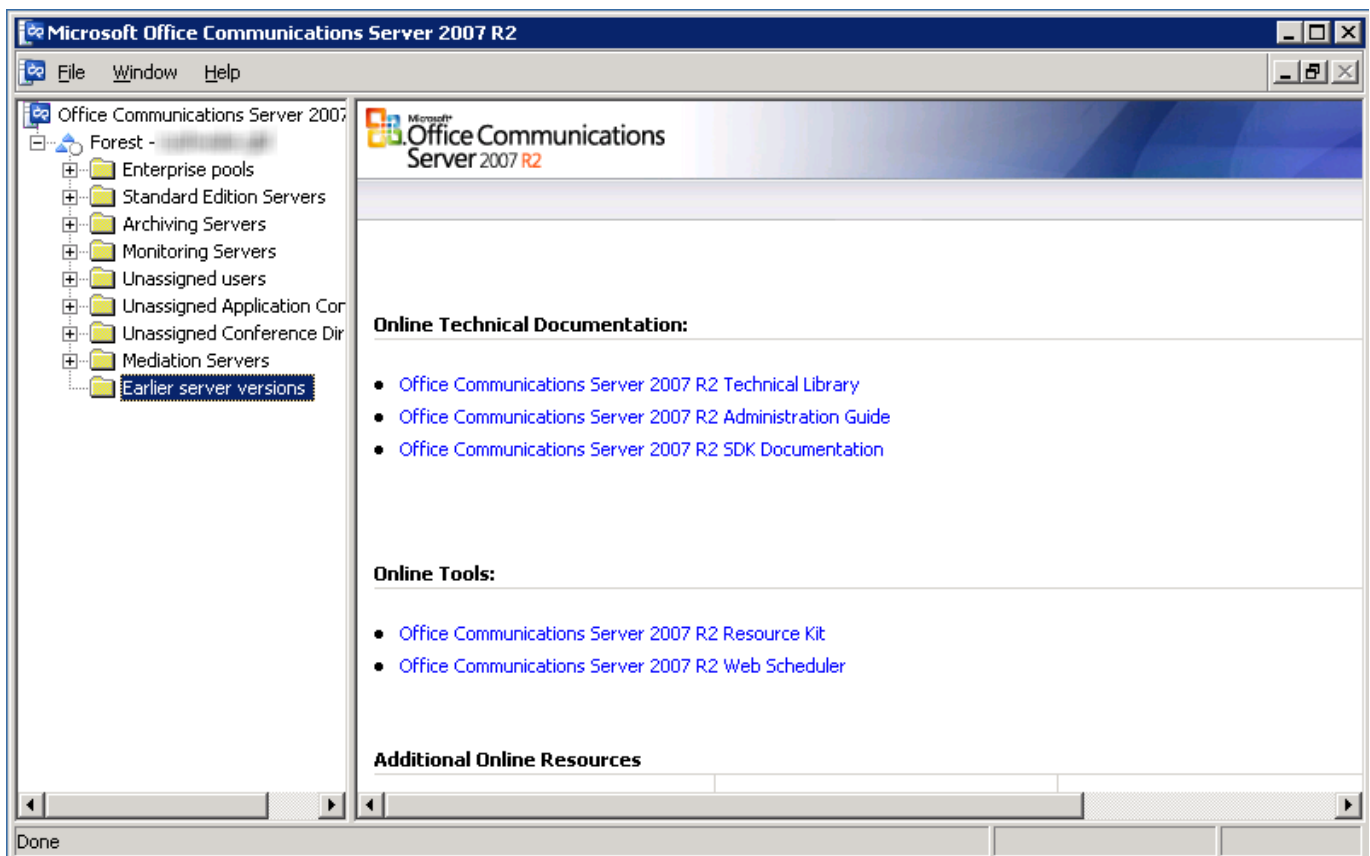 Microsoft Office Communications Server 2007 R2
File Window Help
Office Communications Server 2007
Forest -
Enterprise pools
Standard Edition Servers
Archiving Servers
Monitoring Servers
Unassigned users
Unassigned Application Con
Unassigned Conference Dir
Mediation Servers
Earlier server versions
Microsoft
Office Communications
Server 2007 R2
Online Technical Documentation:
• Office Communications Server 2007 R2 Technical Library
• Office Communications Server 2007 R2 Administration Guide
• Office Communications Server 2007 R2 SDK Documentation
Online Tools:
• Office Communications Server 2007 R2 Resource Kit
• Office Communications Server 2007 R2 Web Scheduler
Additional Online Resources
Done